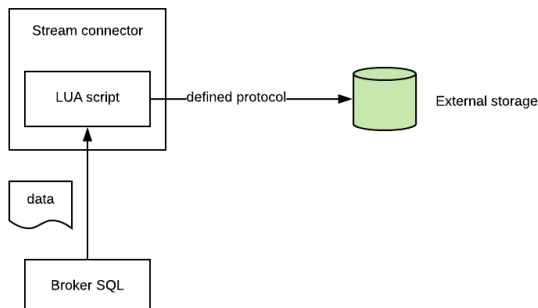 Stream connector
LUA script
defined protocol
External storage
data
Broker SQL